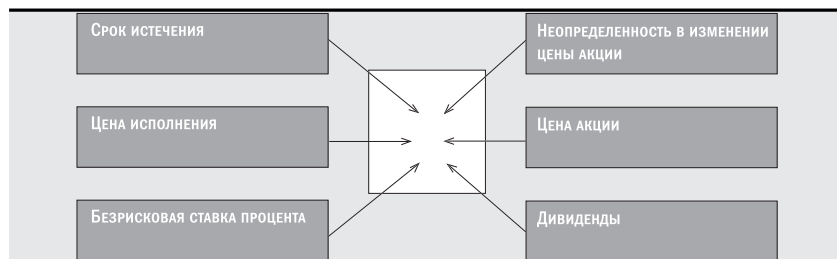 Срок истечения
Неопределенность в изменении
цены акции
Цена исполнения
Цена акции
Безрисковая ставка процента
Дивиденды